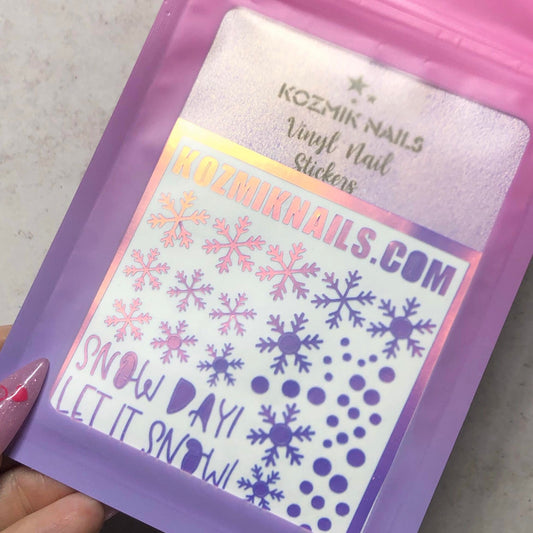 KOZMIK NAILS
Vinyl Nail
Stickers
KOZMIKNAILS.COM
SNOW DAY!
LET IT SNOW!